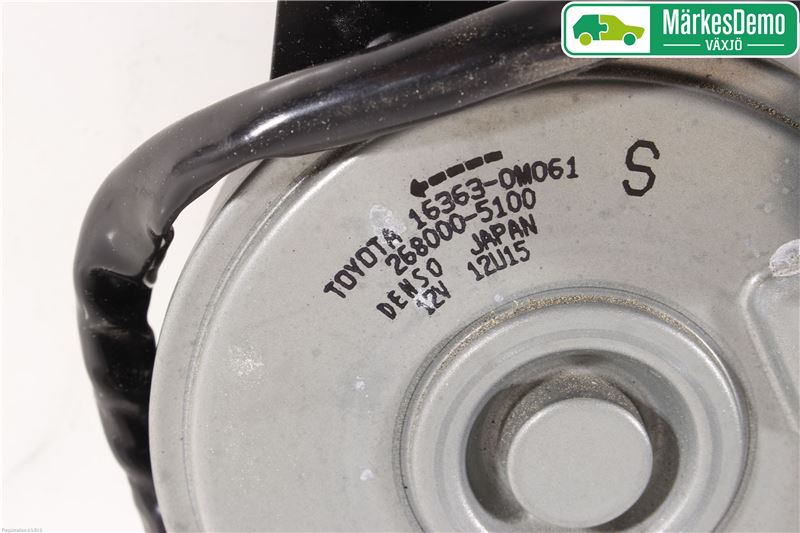 MärkesDemo
VÄXJÖ
TOYOTA 16363-0M061
268000-5100
DENSO JAPAN
12V 12U15
S